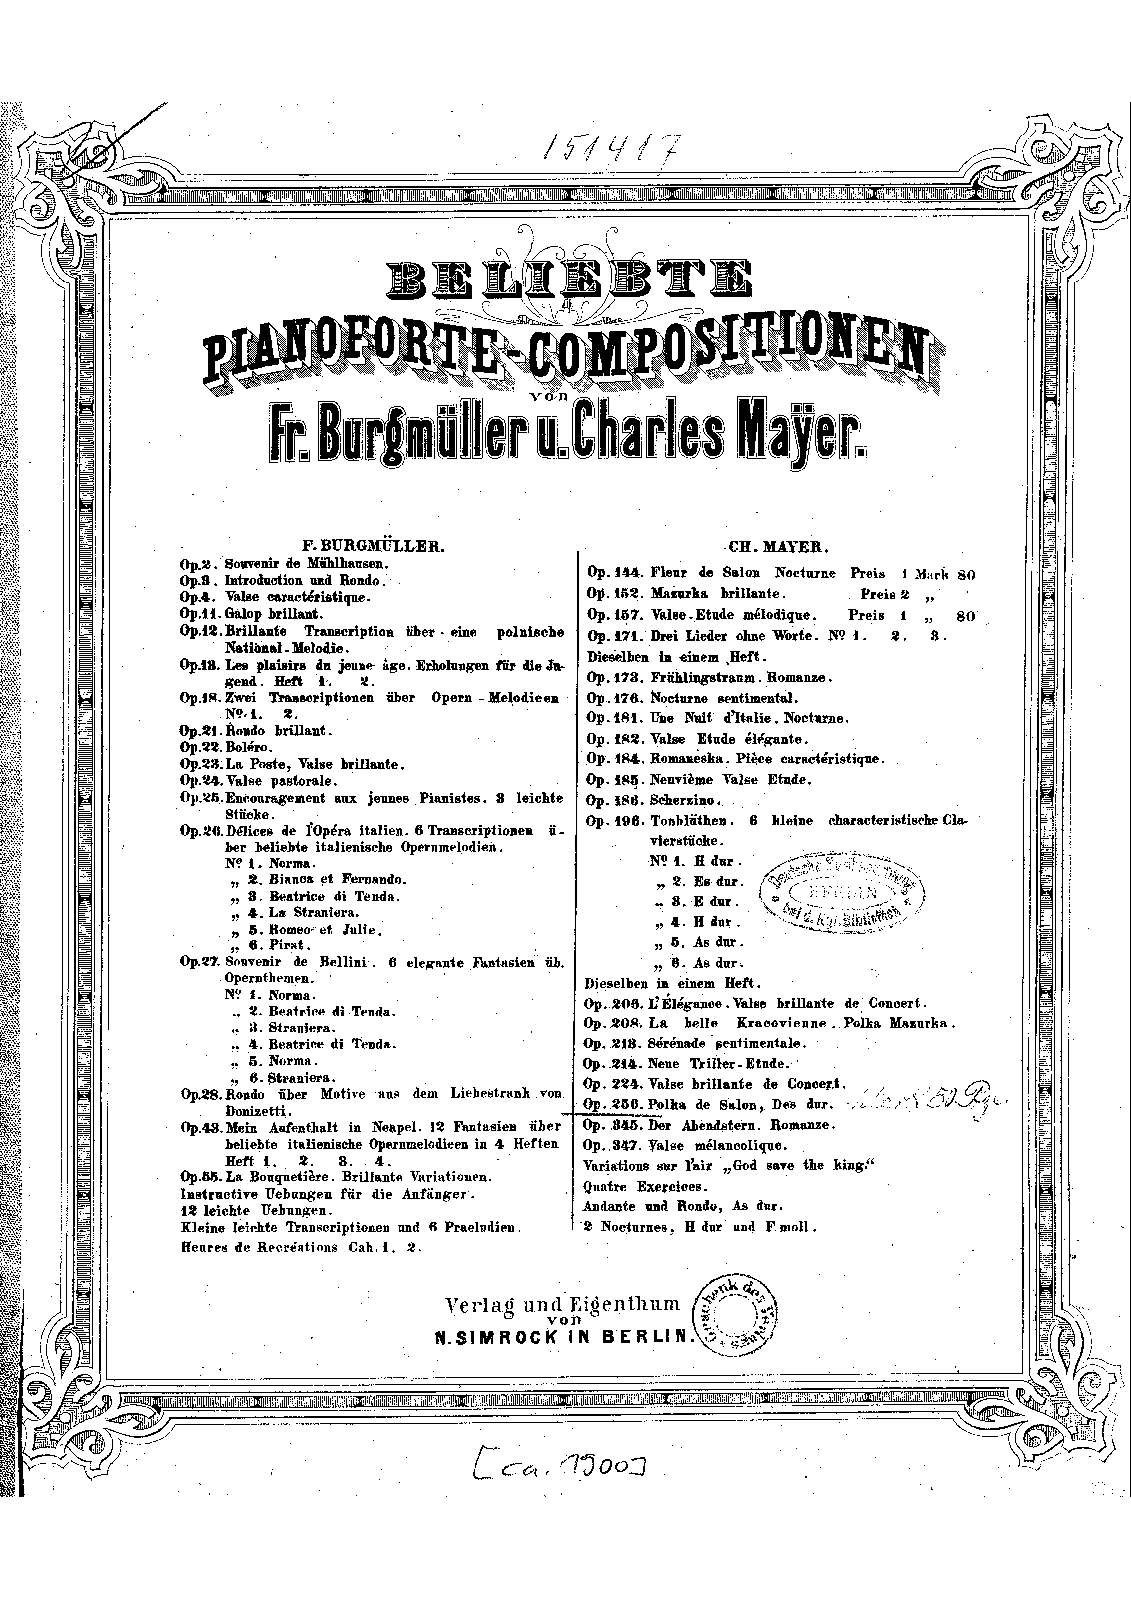 151417
BELIEBTE
PIANOFORTE-COMPOSITIONEN
von
Fr. Burgmüller u. Charles Maÿer.
F. BURGMÜLLER.
Op. 2. Souvenir de Mühlhausen.
Op. 3. Introduction und Rondo.
Op. 4. Valse caractéristique.
Op. 11. Galop brillant.
Op. 12. Brillante Transcription über eine polnische
National-Melodie.
Op. 13. Les plaisirs du jeune âge. Erholungen für die Ju-
gend. Heft 1. 2.
Op. 18. Zwei Transcriptionen über Opern-Melodieen
No. 1. 2.
Op. 21. Rondo brillant.
Op. 22. Boléro.
Op. 23. La Poste, Valse brillante.
Op. 24. Valse pastorale.
Op. 25. Encouragement aux jeunes Pianistes. 3 leichte
Stücke.
Op. 26. Délices de l'Opéra italien. 6 Transcriptionen ü-
ber beliebte italienische Opernmelodien.
No. 1. Norma.
„ 2. Bianca et Fernando.
„ 3. Beatrice di Tenda.
„ 4. La Straniera.
„ 5. Romeo et Julie.
„ 6. Pirat.
Op. 27. Souvenir de Bellini. 6 elegante Fantasien üb.
Opernthemen.
No. 1. Norma.
„ 2. Beatrice di Tenda.
„ 3. Straniera.
„ 4. Beatrice di Tenda.
„ 5. Norma.
„ 6. Straniera.
Op. 28. Rondo über Motive aus dem Liebestrank von
Donizetti.
Op. 43. Mein Aufenthalt in Neapel. 12 Fantasien über
beliebte italienische Opernmelodieen in 4 Heften
Heft 1. 2. 3. 4.
Op. 55. La Bouquetière. Brillante Variationen.
Instructive Uebungen für die Anfänger.
12 leichte Uebungen.
Kleine leichte Transcriptionen und 6 Praeludien.
Heures de Recréations Cah. 1. 2.
CH. MAYER.
Op. 144. Fleur de Salon Nocturne Preis 1 Mark 80
Op. 152. Mazurka brillante. Preis 2 „
Op. 157. Valse-Etude mélodique. Preis 1 „ 80
Op. 171. Drei Lieder ohne Worte. No. 1. 2. 3.
Dieselben in einem Heft.
Op. 173. Frühlingstraum. Romanze.
Op. 176. Nocturne sentimental.
Op. 181. Une Nuit d'Italie. Nocturne.
Op. 182. Valse Etude élégante.
Op. 184. Romaneska. Pièce caractéristique.
Op. 185. Neuvième Valse Etude.
Op. 186. Scherzino.
Op. 196. Tonblüthen. 6 kleine characteristische Cla-
vierstücke.
No. 1. H dur.
„ 2. Es dur.
„ 3. E dur.
„ 4. H dur.
„ 5. As dur.
„ 6. As dur.
Deutsche
BERLIN
bei d. Kgl. Bibliothek
Dieselben in einem Heft.
Op. 206. L'Élégance. Valse brillante de Concert.
Op. 208. La belle Kracovienne. Polka Mazurka.
Op. 213. Sérénade sentimentale.
Op. 214. Neue Triller-Etude.
Op. 224. Valse brillante de Concert.
Op. 256. Polka de Salon, Des dur.
Op. 345. Der Abendstern. Romanze.
Op. 347. Valse mélancolique.
Variations sur l'air „God save the king.“
Quatre Exercices.
Andante und Rondo, As dur.
2 Nocturnes, H dur und F moll.
Verlag und Eigenthum
von
N. SIMROCK IN BERLIN.
Geschenk des
[ca. 1900]